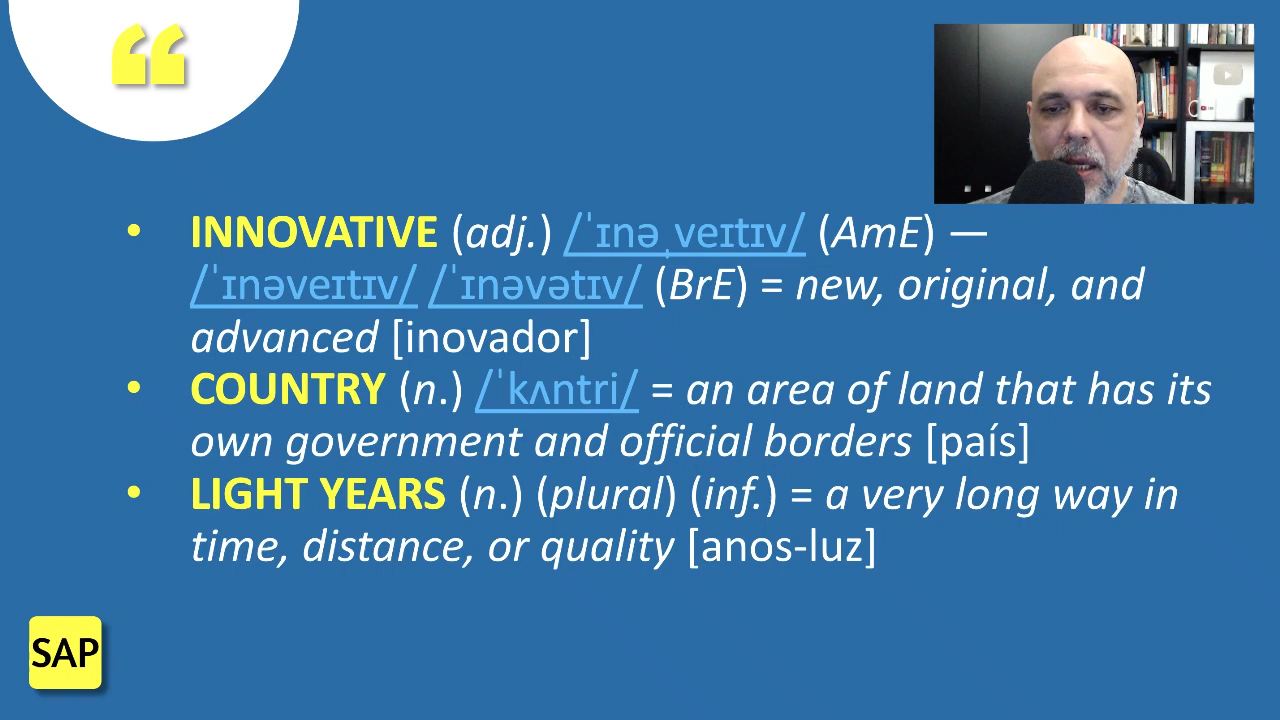 “
• INNOVATIVE (adj.) /ˈɪnəˌveɪtɪv/ (AmE) —
/ˈɪnəveɪtɪv/ /ˈɪnəvətɪv/ (BrE) = new, original, and
advanced [inovador]
• COUNTRY (n.) /ˈkʌntri/ = an area of land that has its
own government and official borders [país]
• LIGHT YEARS (n.) (plural) (inf.) = a very long way in
time, distance, or quality [anos-luz]
SAP